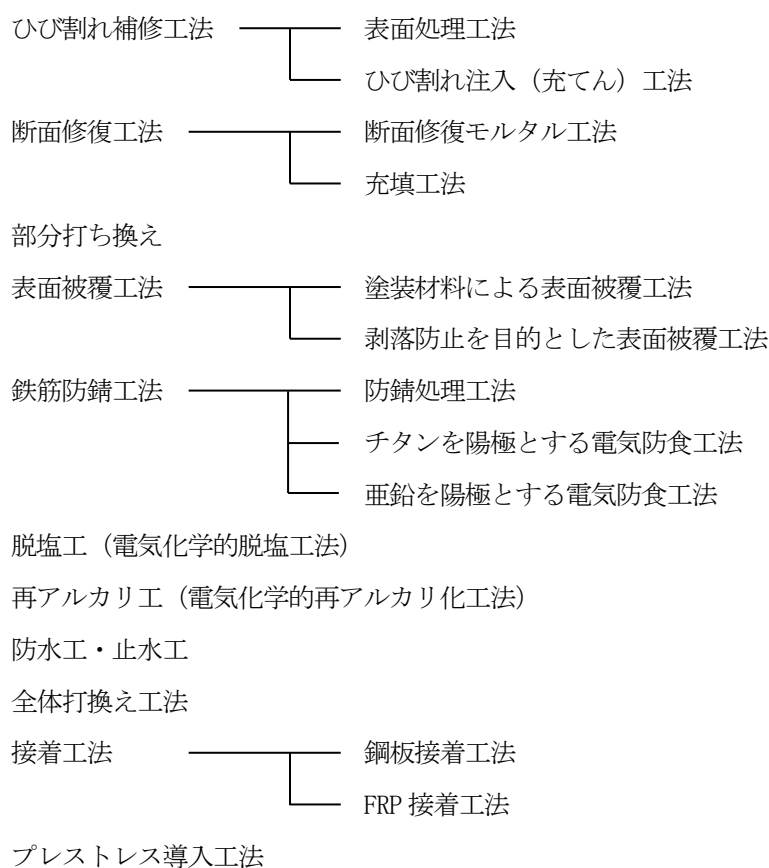 ひび割れ補修工法 表面処理工法
ひび割れ注入（充てん）工法
断面修復工法 断面修復モルタル工法
充填工法
部分打ち換え
表面被覆工法 塗装材料による表面被覆工法
剥落防止を目的とした表面被覆工法
鉄筋防錆工法 防錆処理工法
チタンを陽極とする電気防食工法
亜鉛を陽極とする電気防食工法
脱塩工（電気化学的脱塩工法）
再アルカリ工（電気化学的再アルカリ化工法）
防水工・止水工
全体打換え工法
接着工法 鋼板接着工法
FRP 接着工法
プレストレス導入工法